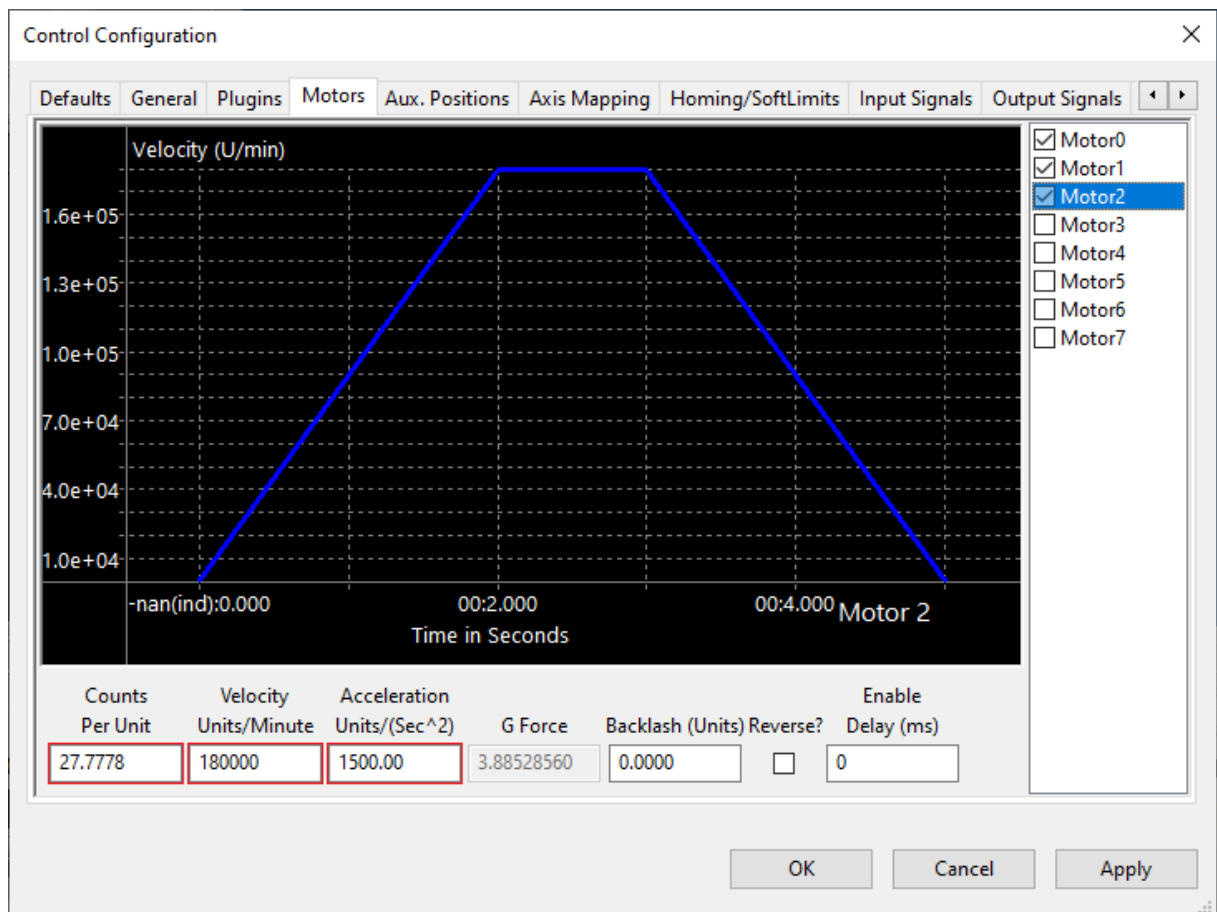 Control Configuration
Defaults General Plugins Motors Aux. Positions Axis Mapping Homing/SoftLimits Input Signals Output Signals
Velocity (U/min)
1.6e+05
1.3e+05
1.0e+05
7.0e+04
4.0e+04
1.0e+04
-nan(ind):0.000 00:2.000 00:4.000 Motor 2
Time in Seconds
Motor0
Motor1
Motor2
Motor3
Motor4
Motor5
Motor6
Motor7
Counts Velocity Acceleration Enable
Per Unit Units/Minute Units/(Sec^2) G Force Backlash (Units) Reverse? Delay (ms)
27.7778 180000 1500.00 3.88528560 0.0000 0
OK Cancel Apply